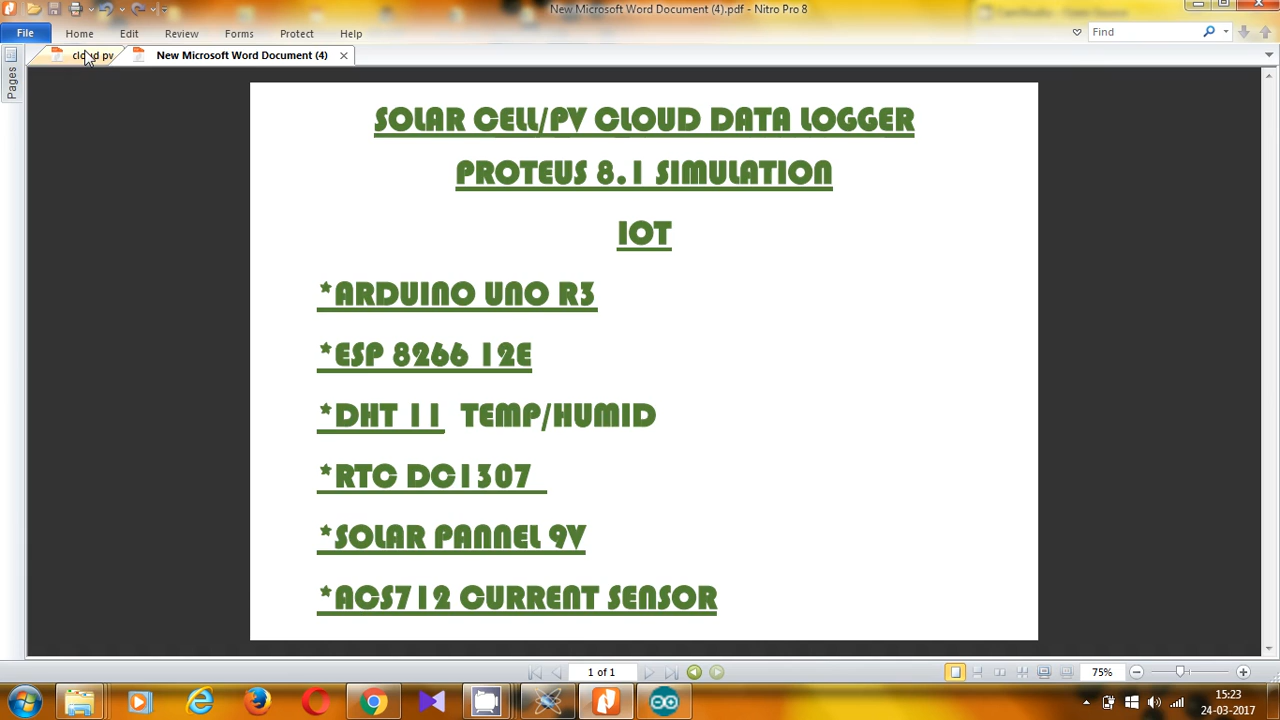 New Microsoft Word Document (4).pdf - Nitro Pro 8
File Home Edit Review Forms Protect Help Find
cloud pv New Microsoft Word Document (4)
Pages
SOLAR CELL/PV CLOUD DATA LOGGER
PROTEUS 8.1 SIMULATION
IOT
*ARDUINO UNO R3
*ESP 8266 12E
*DHT 11 TEMP/HUMID
*RTC DC1307
*SOLAR PANNEL 9V
*ACS712 CURRENT SENSOR
1 of 1 75%
15:23
24-03-2017